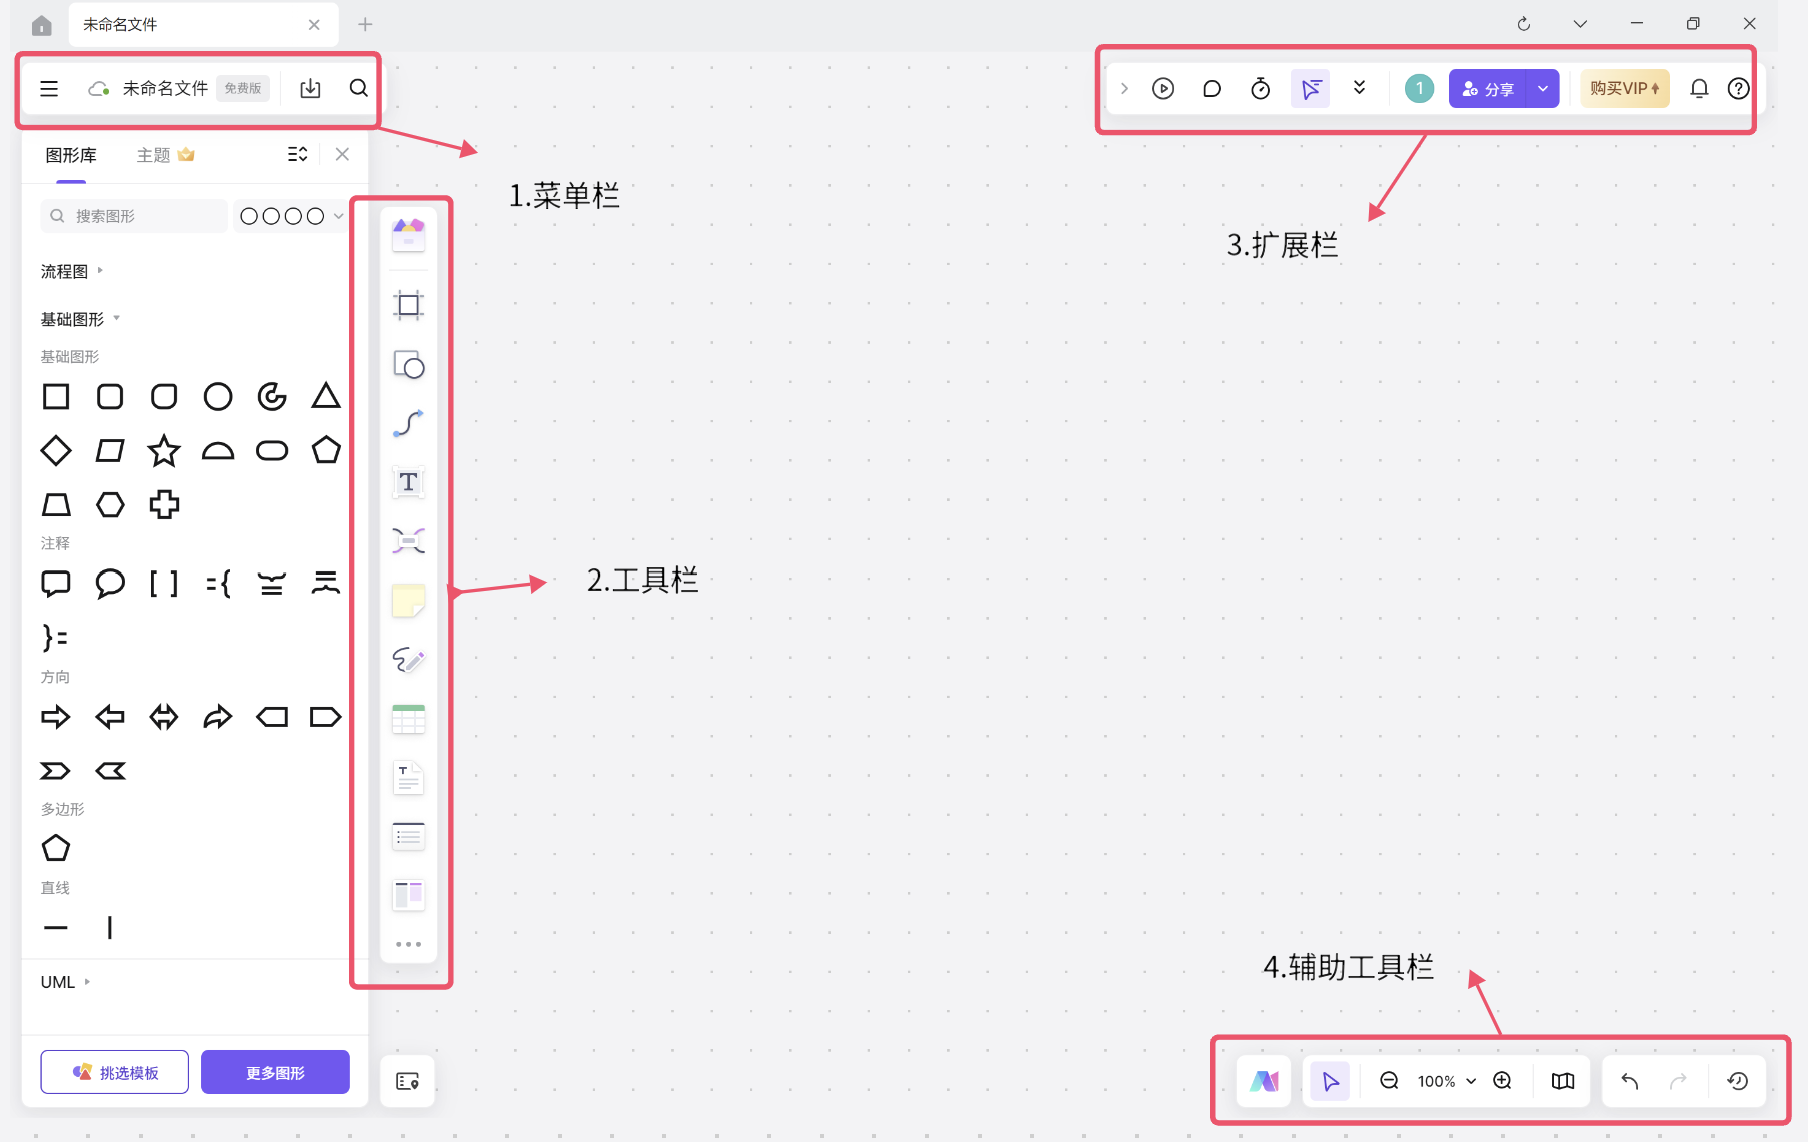 未命名文件
未命名文件 免费版
1 分享 购买VIP
图形库 主题
搜索图形
1.菜单栏
3.扩展栏
流程图
基础图形
基础图形
T
注释
2.工具栏
方向
T
多边形
直线
4.辅助工具栏
UML
挑选模板 更多图形
100%